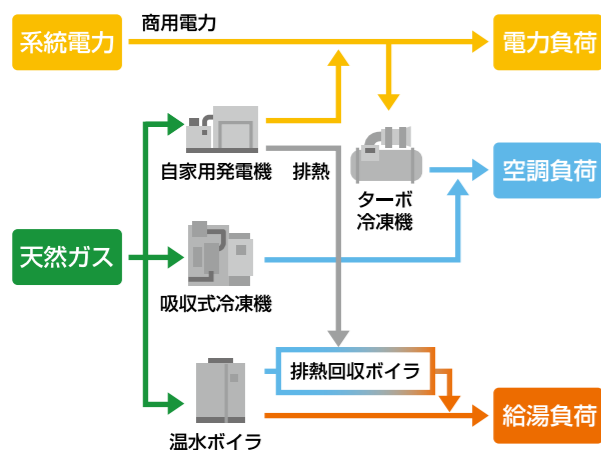 商用電力
系統電力
電力負荷
自家用発電機
排熱
ターボ
冷凍機
空調負荷
天然ガス
吸収式冷凍機
排熱回収ボイラ
温水ボイラ
給湯負荷